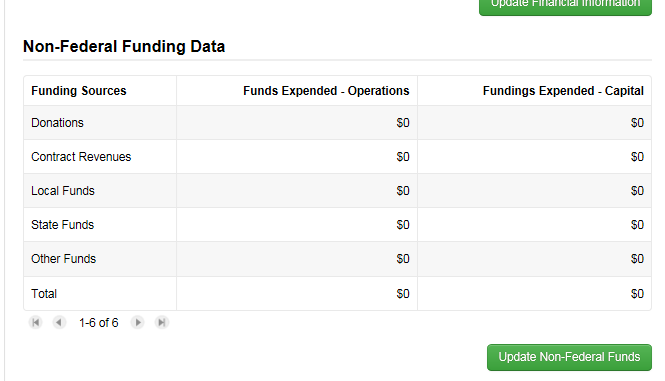 Update Financial Information
Non-Federal Funding Data
Funding Sources Funds Expended - Operations Fundings Expended - Capital
Donations $0 $0
Contract Revenues $0 $0
Local Funds $0 $0
State Funds $0 $0
Other Funds $0 $0
Total $0 $0
1-6 of 6
Update Non-Federal Funds